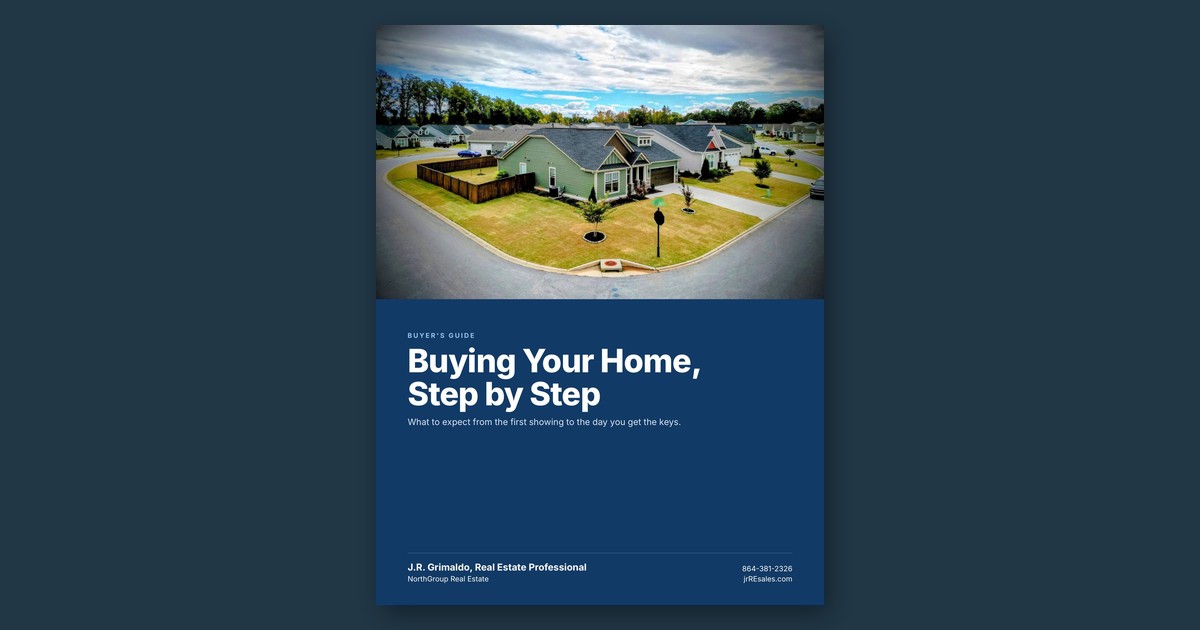 BUYER'S GUIDE
Buying Your Home,
Step by Step
What to expect from the first showing to the day you get the keys.
J.R. Grimaldo, Real Estate Professional
NorthGroup Real Estate
864-381-2326
jrREsales.com